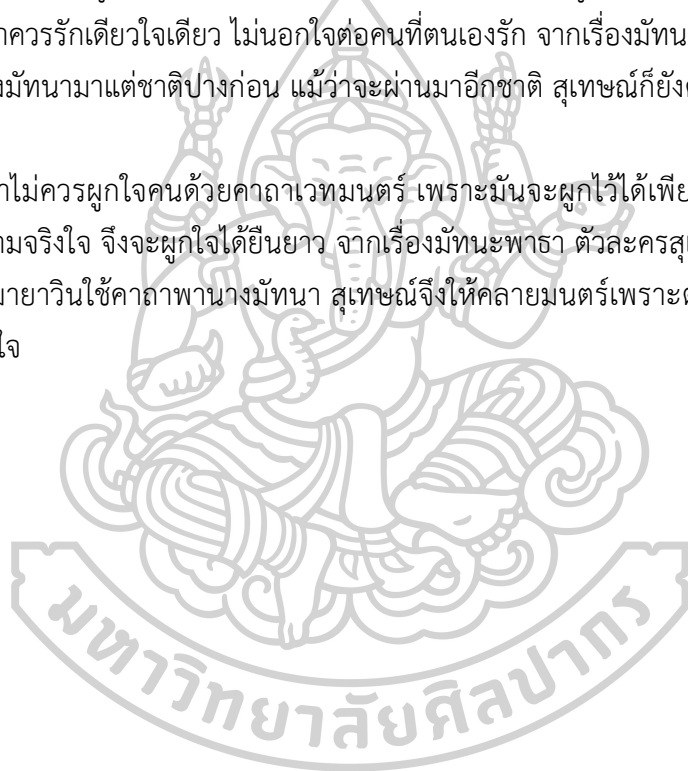 าควรรักเดียวใจเดียว ไม่นอกใจต่อคนที่ตนเองรัก จากเรื่องมัทน
งมัทนามาแต่ชาติปางก่อน แม้ว่าจะผ่านมาอีกชาติ สุเทษณ์ก็ยัง
าไม่ควรผูกใจคนด้วยคาถาเวทมนตร์ เพราะมันจะผูกไว้ได้เพีย
ามจริงใจ จึงจะผูกใจได้ยืนยาว จากเรื่องมัทนะพาธา ตัวละครสุเ
มายาวินใช้คาถาพานางมัทนา สุเทษณ์จึงให้คลายมนตร์เพราะ
ใจ
มหาวิทยาลัยศิลปากร